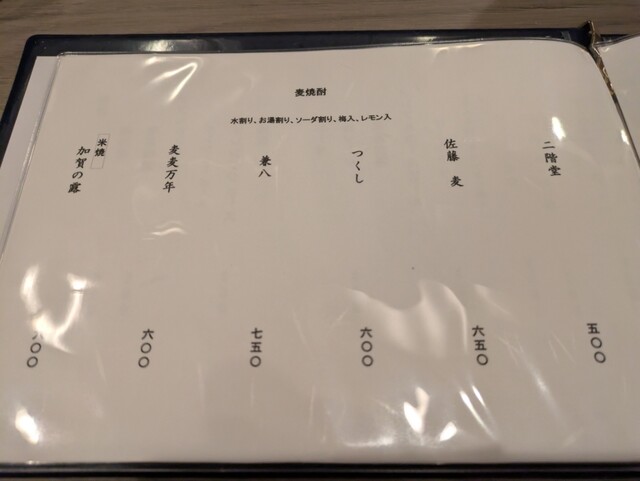 麦焼酎
水割り、お湯割り、ソーダ割り、梅入、レモン入
二階堂
五〇〇
佐藤 麦
六五〇
つくし
六〇〇
兼八
七五〇
麦麦万年
六〇〇
米焼
加賀の露
六〇〇